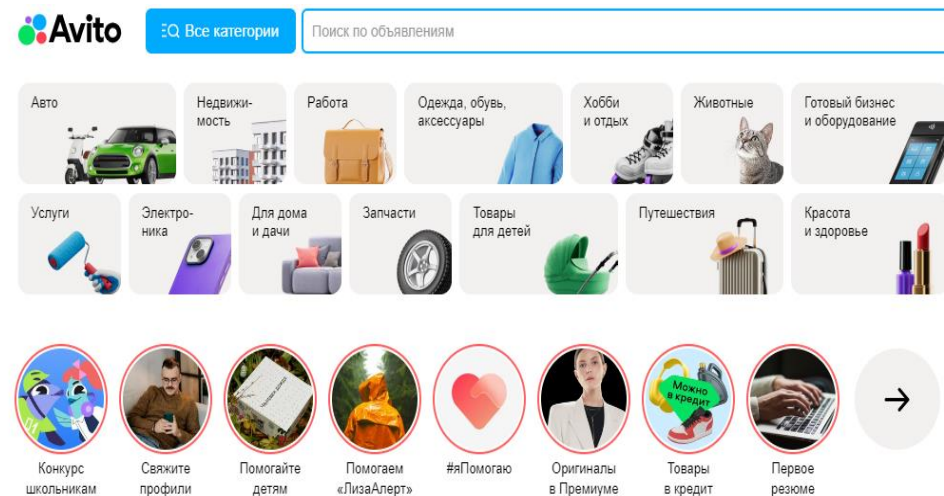 Avito
Все категории
Поиск по объявлениям
Авто
Недвижи-
мость
Работа
Одежда, обувь,
аксессуары
Хобби
и отдых
Животные
Готовый бизнес
и оборудование
Услуги
Электро-
ника
Для дома
и дачи
Запчасти
Товары
для детей
Путешествия
Красота
и здоровье
Можно
в кредит
Конкурс
школьникам
Свяжите
профили
Помогайте
детям
Помогаем
«ЛизаАлерт»
#яПомогаю
Оригиналы
в Премиуме
Товары
в кредит
Первое
резюме